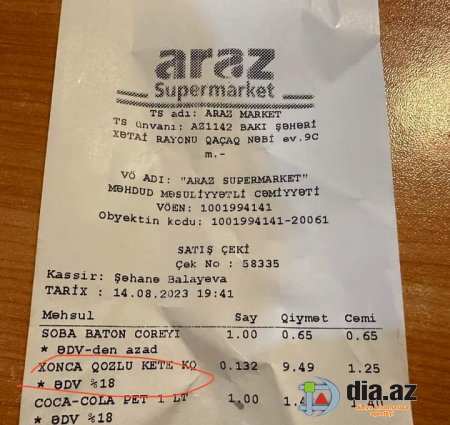 araz
Supermarket
TS adı: ARAZ MARKET
TS ünvanı: AZ1142 BAKI ŞƏHƏRİ
XƏTAİ RAYONU QAÇAQ NƏBİ ev.9C
m.-
VÖ ADI: "ARAZ SUPERMARKET"
MƏHDUD MƏSULİYYƏTLİ CƏMİYYƏTİ
VÖEN: 1001994141
Obyektin kodu: 1001994141-20061
SATIŞ ÇEKİ
Çek No : 58335
Kassir: Şəhanə Balayeva
TARİX : 14.08.2023 19:41
Məhsul Say Qiymət Cəmi
SOBA BATON COREYI 1.00 0.65 0.65
* ƏDV-dən azad
XONCA QOZLU KETE KQ 0.132 9.49 1.25
* ƏDV %18
COCA-COLA PET 1 LT 1.00
* ƏDV %18
dia.az